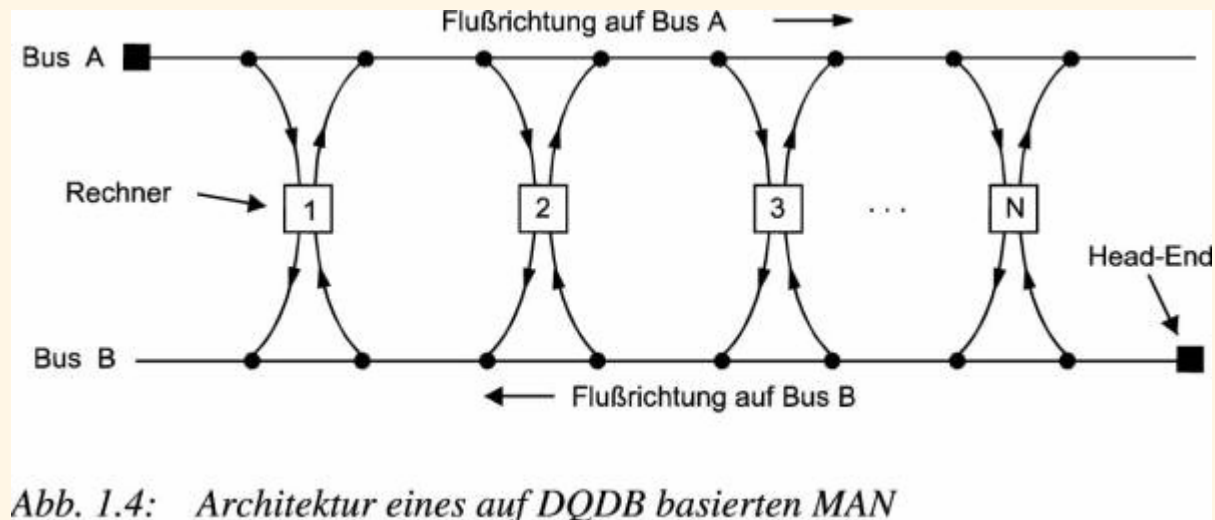 Flußrichtung auf Bus A
Bus A
Rechner
1
2
3
. . .
N
Head-End
Bus B
Flußrichtung auf Bus B
Abb. 1.4: Architektur eines auf DQDB basierten MAN